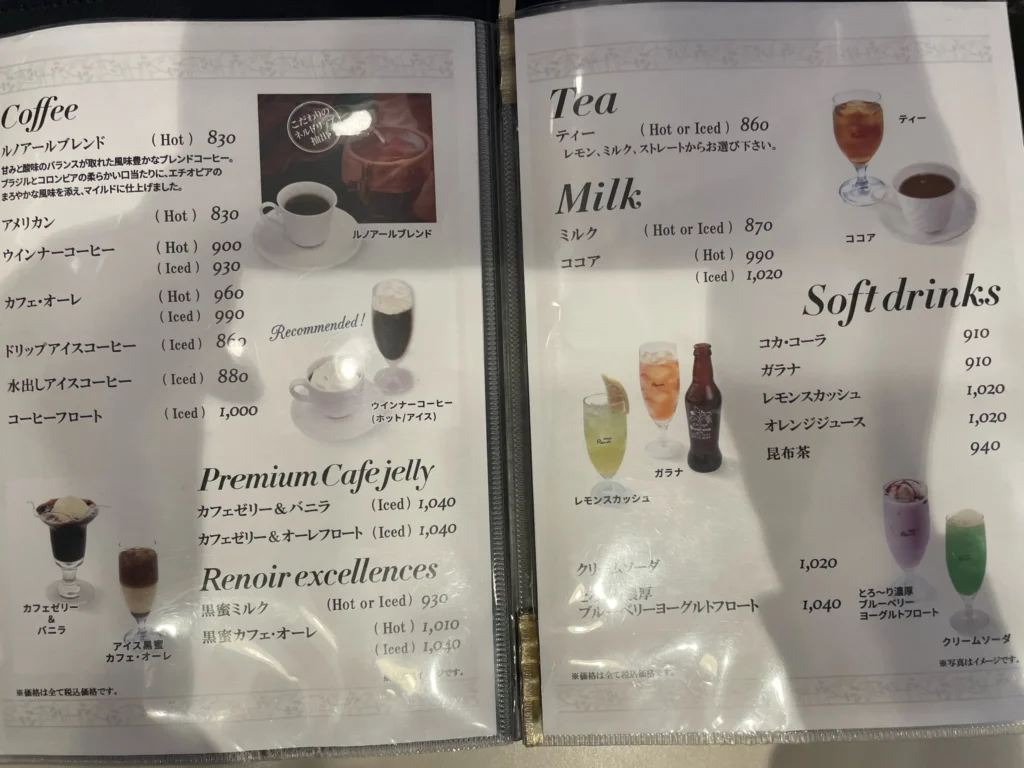 Coffee
ルノアールブレンド (Hot) 830
甘みと酸味のバランスが取れた風味豊かなブレンドコーヒー。
ブラジルとコロンビアの柔らかい口当たりに、エチオピアの
まろやかな風味を添え、マイルドに仕上げました。
アメリカン (Hot) 830
ウインナーコーヒー (Hot) 900
(Iced) 930
カフェ・オーレ (Hot) 960
(Iced) 990
ドリップアイスコーヒー (Iced) 860
水出しアイスコーヒー (Iced) 880
コーヒーフロート (Iced) 1,000
こだわりの
ネルドリップ
抽出
ルノアールブレンド
Recommended!
ウインナーコーヒー
(ホット/アイス)
Premium Cafe jelly
カフェゼリー&バニラ (Iced) 1,040
カフェゼリー&オーレフロート (Iced) 1,040
Renoir excellences
黒蜜ミルク (Hot or Iced) 930
黒蜜カフェ・オーレ (Hot) 1,010
(Iced) 1,040
カフェゼリー
&
バニラ
アイス黒蜜
カフェ・オーレ
※価格は全て税込価格です。
Tea
ティー (Hot or Iced) 860
レモン、ミルク、ストレートからお選び下さい。
ティー
Milk
ミルク (Hot or Iced) 870
ココア (Hot) 990
(Iced) 1,020
ココア
Soft drinks
コカ・コーラ 910
ガラナ 910
レモンスカッシュ 1,020
オレンジジュース 1,020
昆布茶 940
ガラナ
レモンスカッシュ
クリームソーダ 1,020
ブルーベリーヨーグルトフロート 1,040
とろ〜り濃厚
ブルーベリー
ヨーグルトフロート
クリームソーダ
※価格は全て税込価格です。
※写真はイメージです。